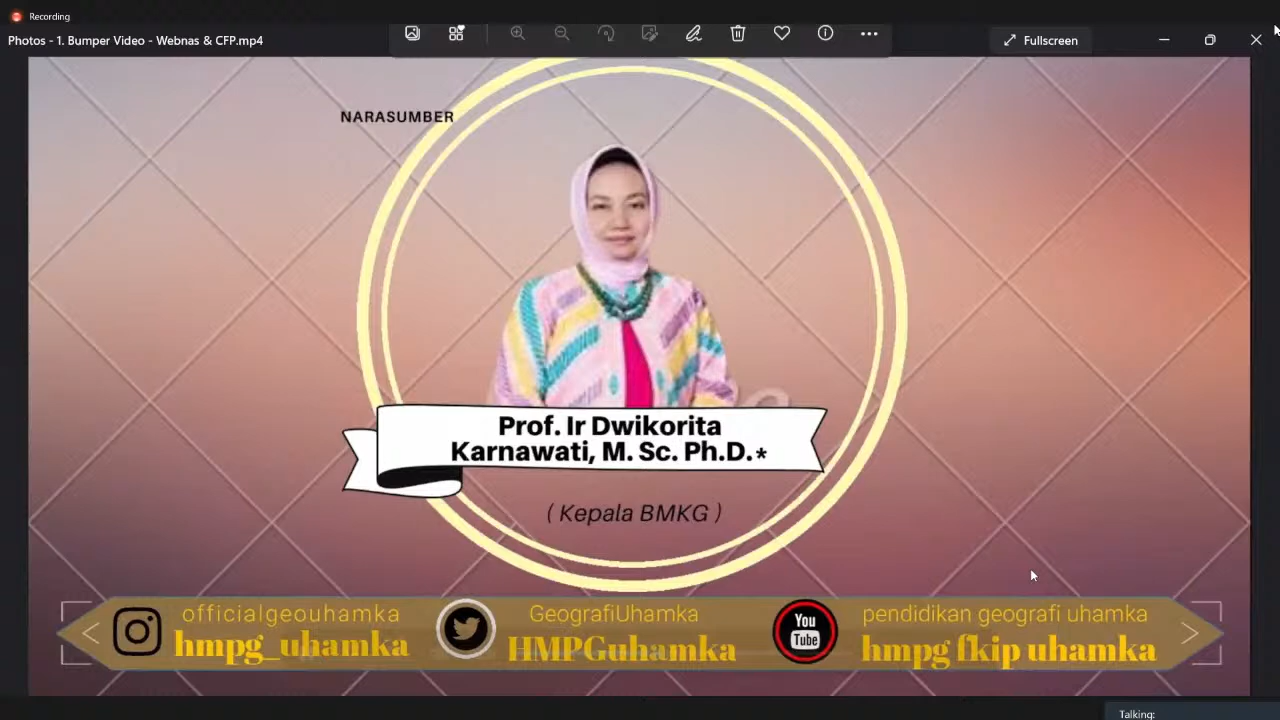 Recording
Photos - 1. Bumper Video - Webnas & CFP.mp4
Fullscreen
NARASUMBER
Prof. Ir Dwikorita
Karnawati, M. Sc. Ph.D.*
( Kepala BMKG )
officialgeouhamka
hmpg_uhamka
GeografiUhamka
HMPGuhamka
You
Tube
pendidikan geografi uhamka
hmpg fkip uhamka
Talking: